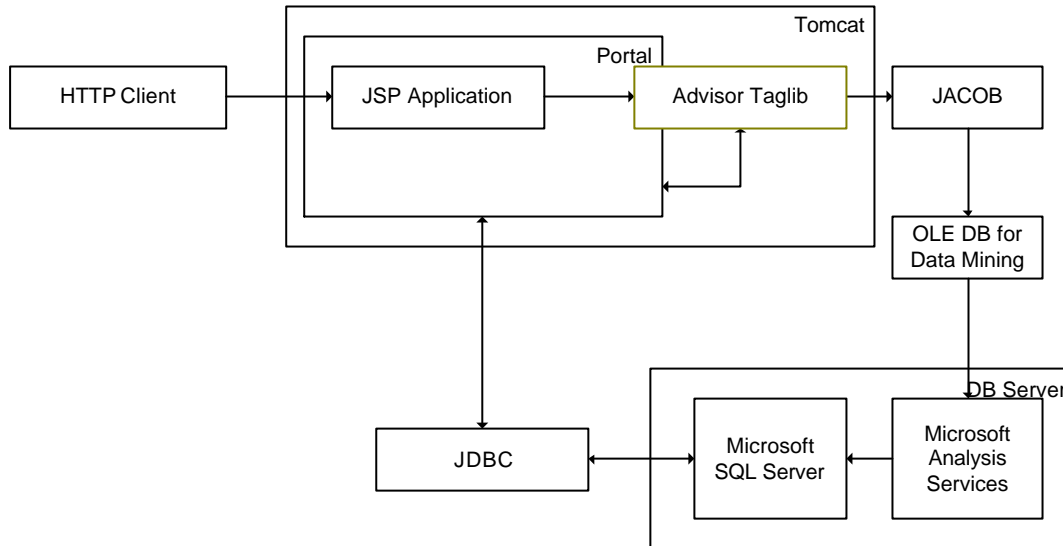 Tomcat
Portal
HTTP Client
JSP Application
Advisor Taglib
JACOB
OLE DB for
Data Mining
DB Server
JDBC
Microsoft
SQL Server
Microsoft
Analysis
Services